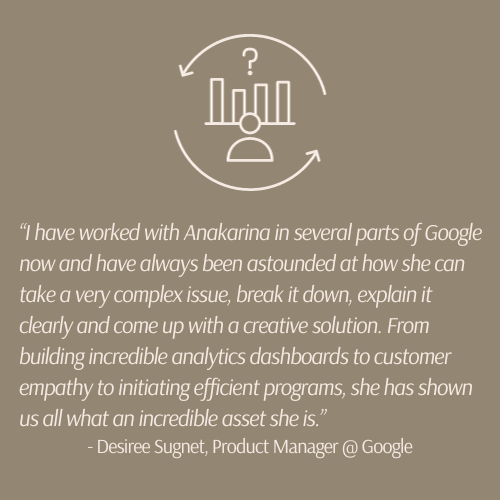 ?
“I have worked with Anakarina in several parts of Google
now and have always been astounded at how she can
take a very complex issue, break it down, explain it
clearly and come up with a creative solution. From
building incredible analytics dashboards to customer
empathy to initiating efficient programs, she has shown
us all what an incredible asset she is.”
- Desiree Sugnet, Product Manager @ Google